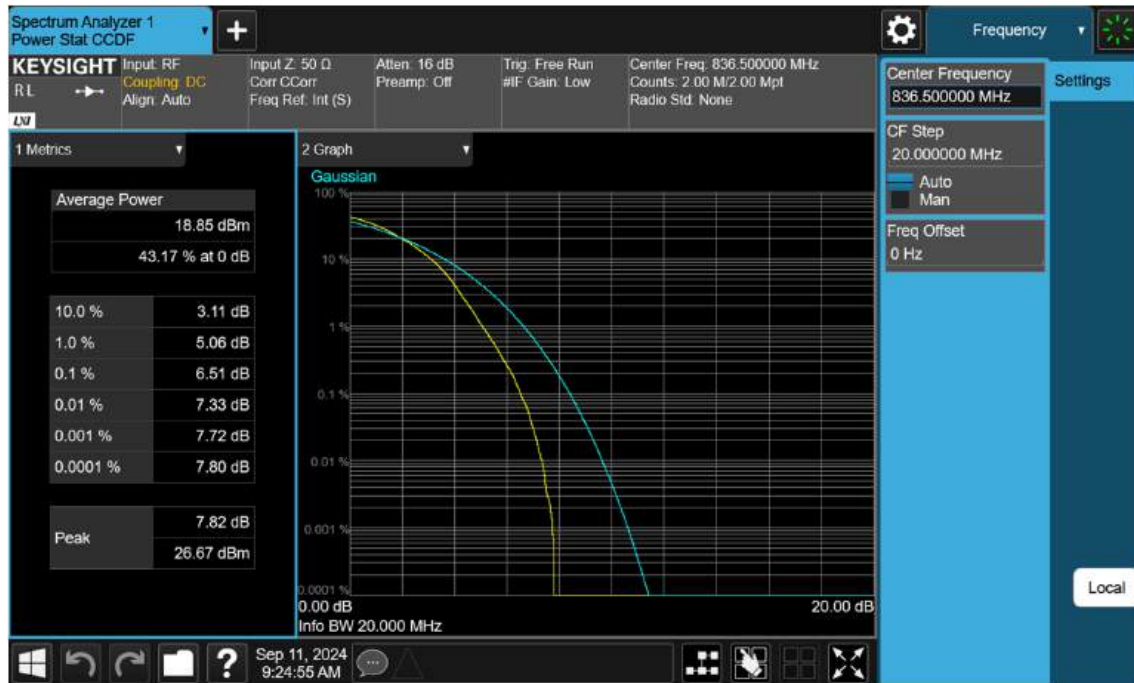 Spectrum Analyzer 1
Power Stat CCDF
Frequency
KEYSIGHT
RL
LXI
Input: RF
Coupling: DC
Align: Auto
Input Z: 50 Ω
Corr CCorr
Freq Ref: Int (S)
Atten: 16 dB
Preamp: Off
Trig: Free Run
#IF Gain: Low
Center Freq: 836.500000 MHz
Counts: 2.00 M/2.00 Mpt
Radio Std: None
Center Frequency
836.500000 MHz
Settings
CF Step
20.000000 MHz
Auto
Man
Freq Offset
0 Hz
1 Metrics
Average Power
18.85 dBm
43.17 % at 0 dB
10.0 % 3.11 dB
1.0 % 5.06 dB
0.1 % 6.51 dB
0.01 % 7.33 dB
0.001 % 7.72 dB
0.0001 % 7.80 dB
Peak
7.82 dB
26.67 dBm
2 Graph
Gaussian
100 %
10 %
1 %
0.1 %
0.01 %
0.001 %
0.0001 %
0.00 dB
20.00 dB
Info BW 20.000 MHz
Local
?
Sep 11, 2024
9:24:55 AM